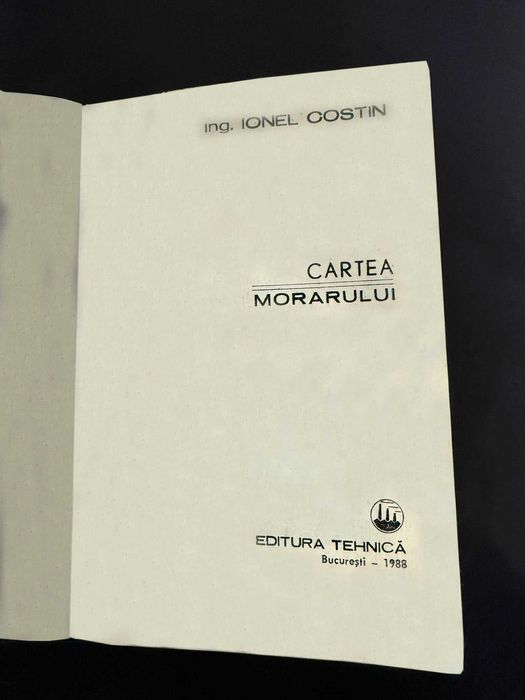 ing. IONEL COSTIN
CARTEA
MORARULUI
EDITURA TEHNICĂ
București - 1988